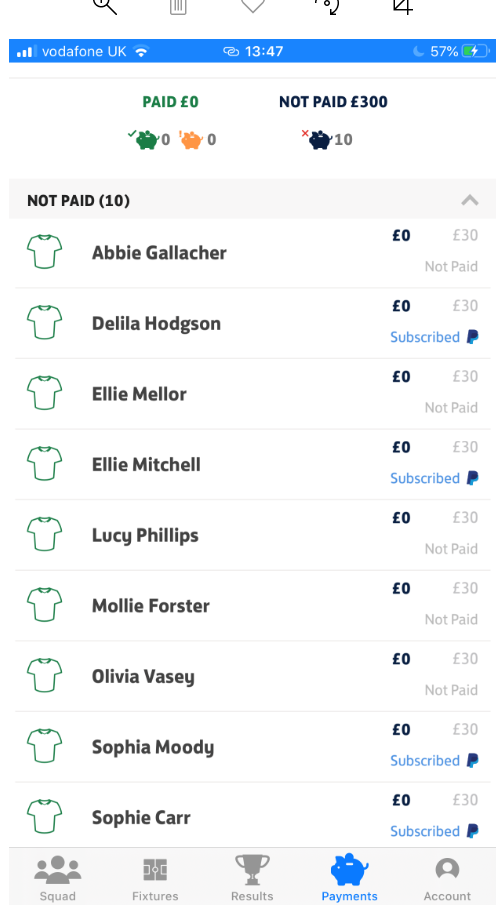 vodafone UK 13:47 57%
PAID £0 NOT PAID £300
0 0 10
NOT PAID (10)
£0 £30
Abbie Gallacher
Not Paid
£0 £30
Delila Hodgson
Subscribed
£0 £30
Ellie Mellor
Not Paid
£0 £30
Ellie Mitchell
Subscribed
£0 £30
Lucy Phillips
Not Paid
£0 £30
Mollie Forster
Not Paid
£0 £30
Olivia Vasey
Not Paid
£0 £30
Sophia Moody
Subscribed
£0 £30
Sophie Carr
Subscribed
Squad Fixtures Results Payments Account